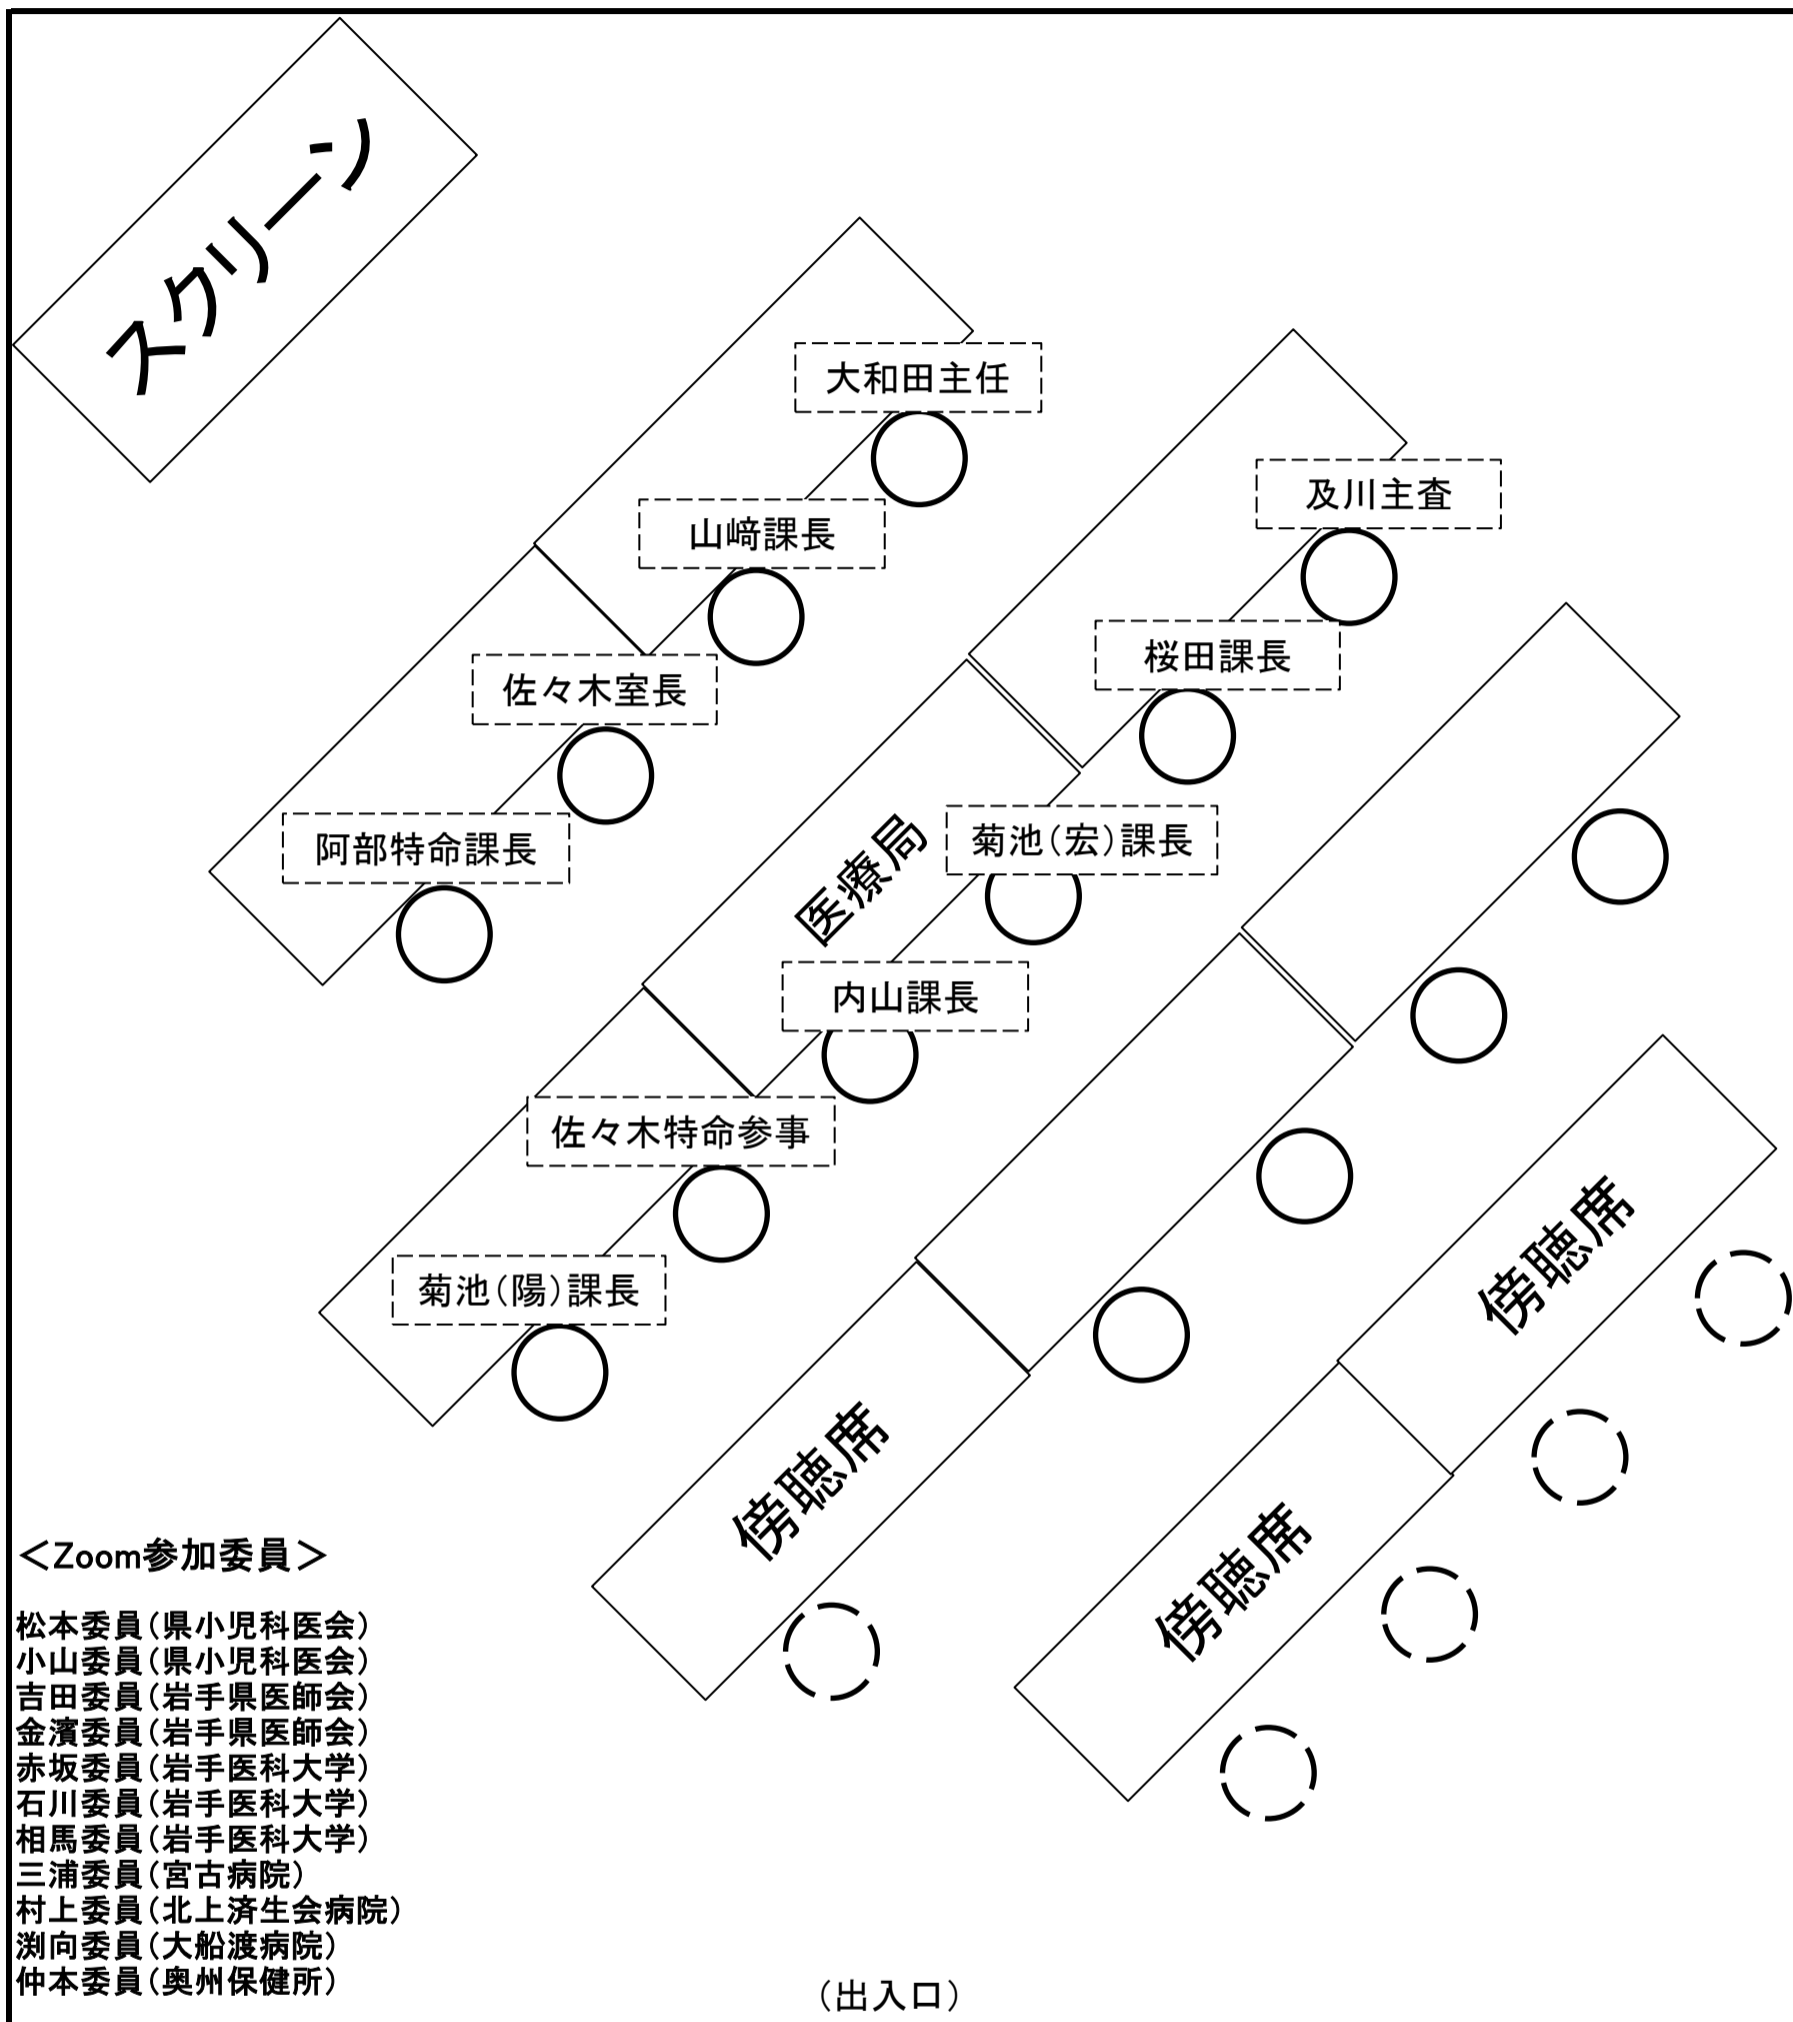 スクリーン
大和田主任
山﨑課長
佐々木室長
阿部特命課長
及川主査
桜田課長
菊池（宏）課長
医療局
内山課長
佐々木特命参事
菊池（陽）課長
傍聴席
傍聴席
傍聴席
＜Zoom参加委員＞
松本委員（県小児科医会）
小山委員（県小児科医会）
吉田委員（岩手県医師会）
金濱委員（岩手県医師会）
赤坂委員（岩手医科大学）
石川委員（岩手医科大学）
相馬委員（岩手医科大学）
三浦委員（宮古病院）
村上委員（北上済生会病院）
渕向委員（大船渡病院）
仲本委員（奥州保健所）
（出入口）